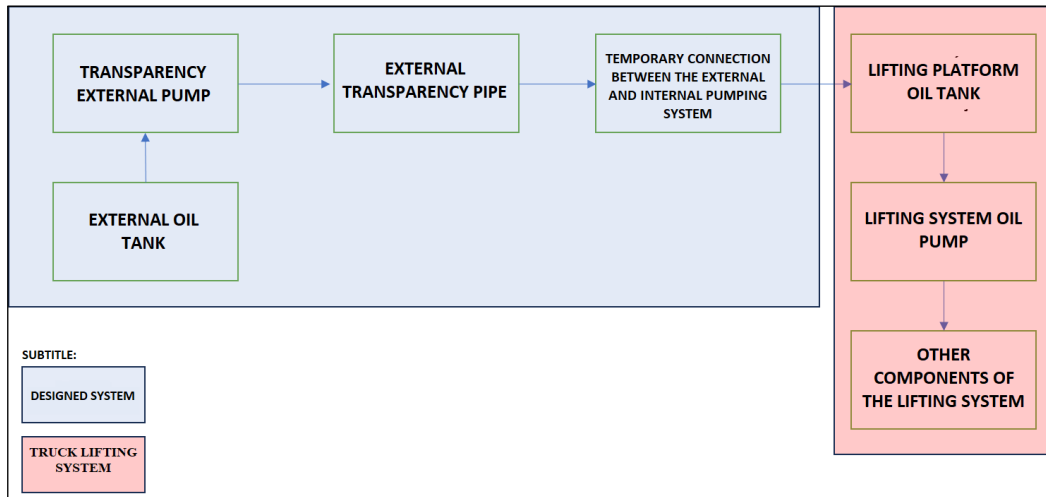 TRANSPARENCY
EXTERNAL PUMP
EXTERNAL
TRANSPARENCY PIPE
TEMPORARY CONNECTION
BETWEEN THE EXTERNAL
AND INTERNAL PUMPING
SYSTEM
LIFTING PLATFORM
OIL TANK
EXTERNAL OIL
TANK
LIFTING SYSTEM OIL
PUMP
OTHER
COMPONENTS OF
THE LIFTING SYSTEM
SUBTITLE:
DESIGNED SYSTEM
TRUCK LIFTING
SYSTEM